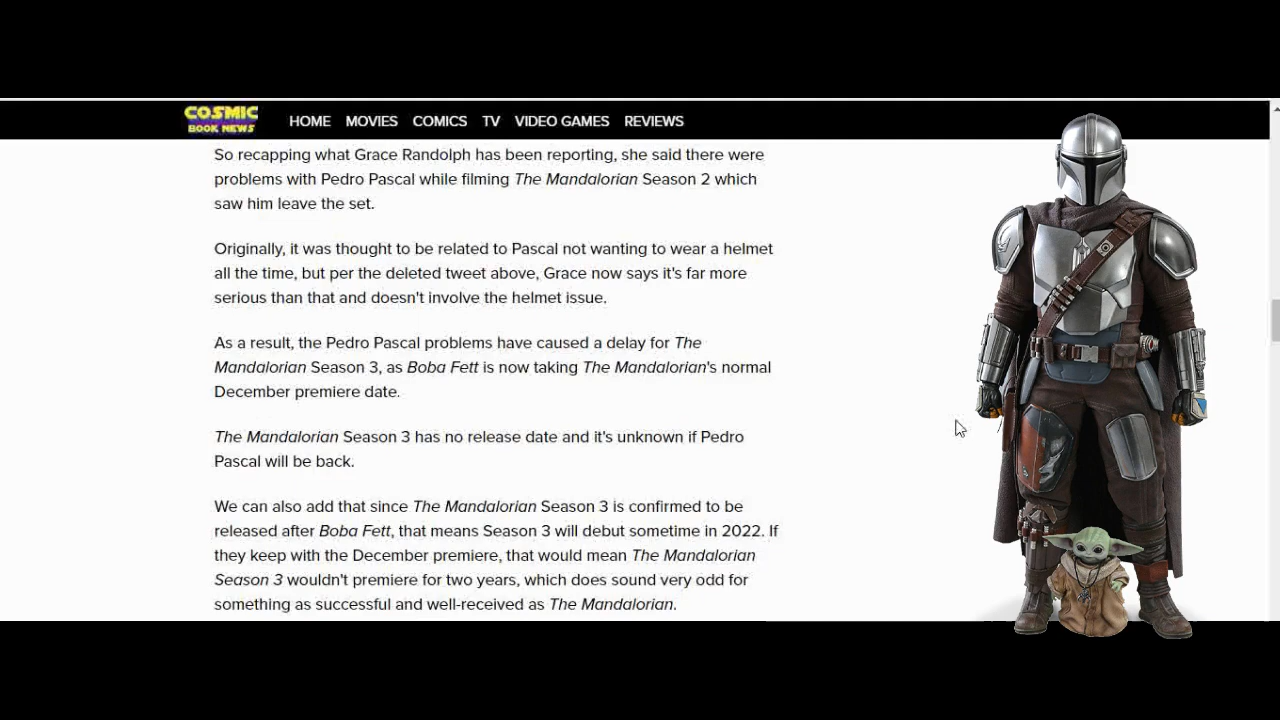 COSMIC
BOOK NEWS
HOME MOVIES COMICS TV VIDEO GAMES REVIEWS
So recapping what Grace Randolph has been reporting, she said there were
problems with Pedro Pascal while filming The Mandalorian Season 2 which
saw him leave the set.
Originally, it was thought to be related to Pascal not wanting to wear a helmet
all the time, but per the deleted tweet above, Grace now says it's far more
serious than that and doesn't involve the helmet issue.
As a result, the Pedro Pascal problems have caused a delay for The
Mandalorian Season 3, as Boba Fett is now taking The Mandalorian's normal
December premiere date.
The Mandalorian Season 3 has no release date and it's unknown if Pedro
Pascal will be back.
We can also add that since The Mandalorian Season 3 is confirmed to be
released after Boba Fett, that means Season 3 will debut sometime in 2022. If
they keep with the December premiere, that would mean The Mandalorian
Season 3 wouldn't premiere for two years, which does sound very odd for
something as successful and well-received as The Mandalorian.